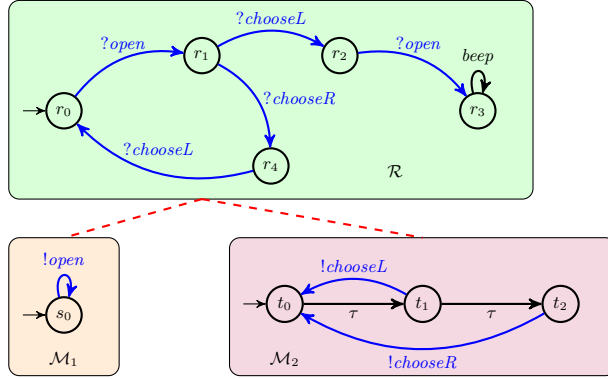 ?chooseL
?open
r₁
r₂
?open
beep
?chooseR
r₀
r₃
?chooseL
r₄
ℛ
!open
s₀
ℳ₁
!chooseL
t₀
t₁
t₂
τ
τ
!chooseR
ℳ₂